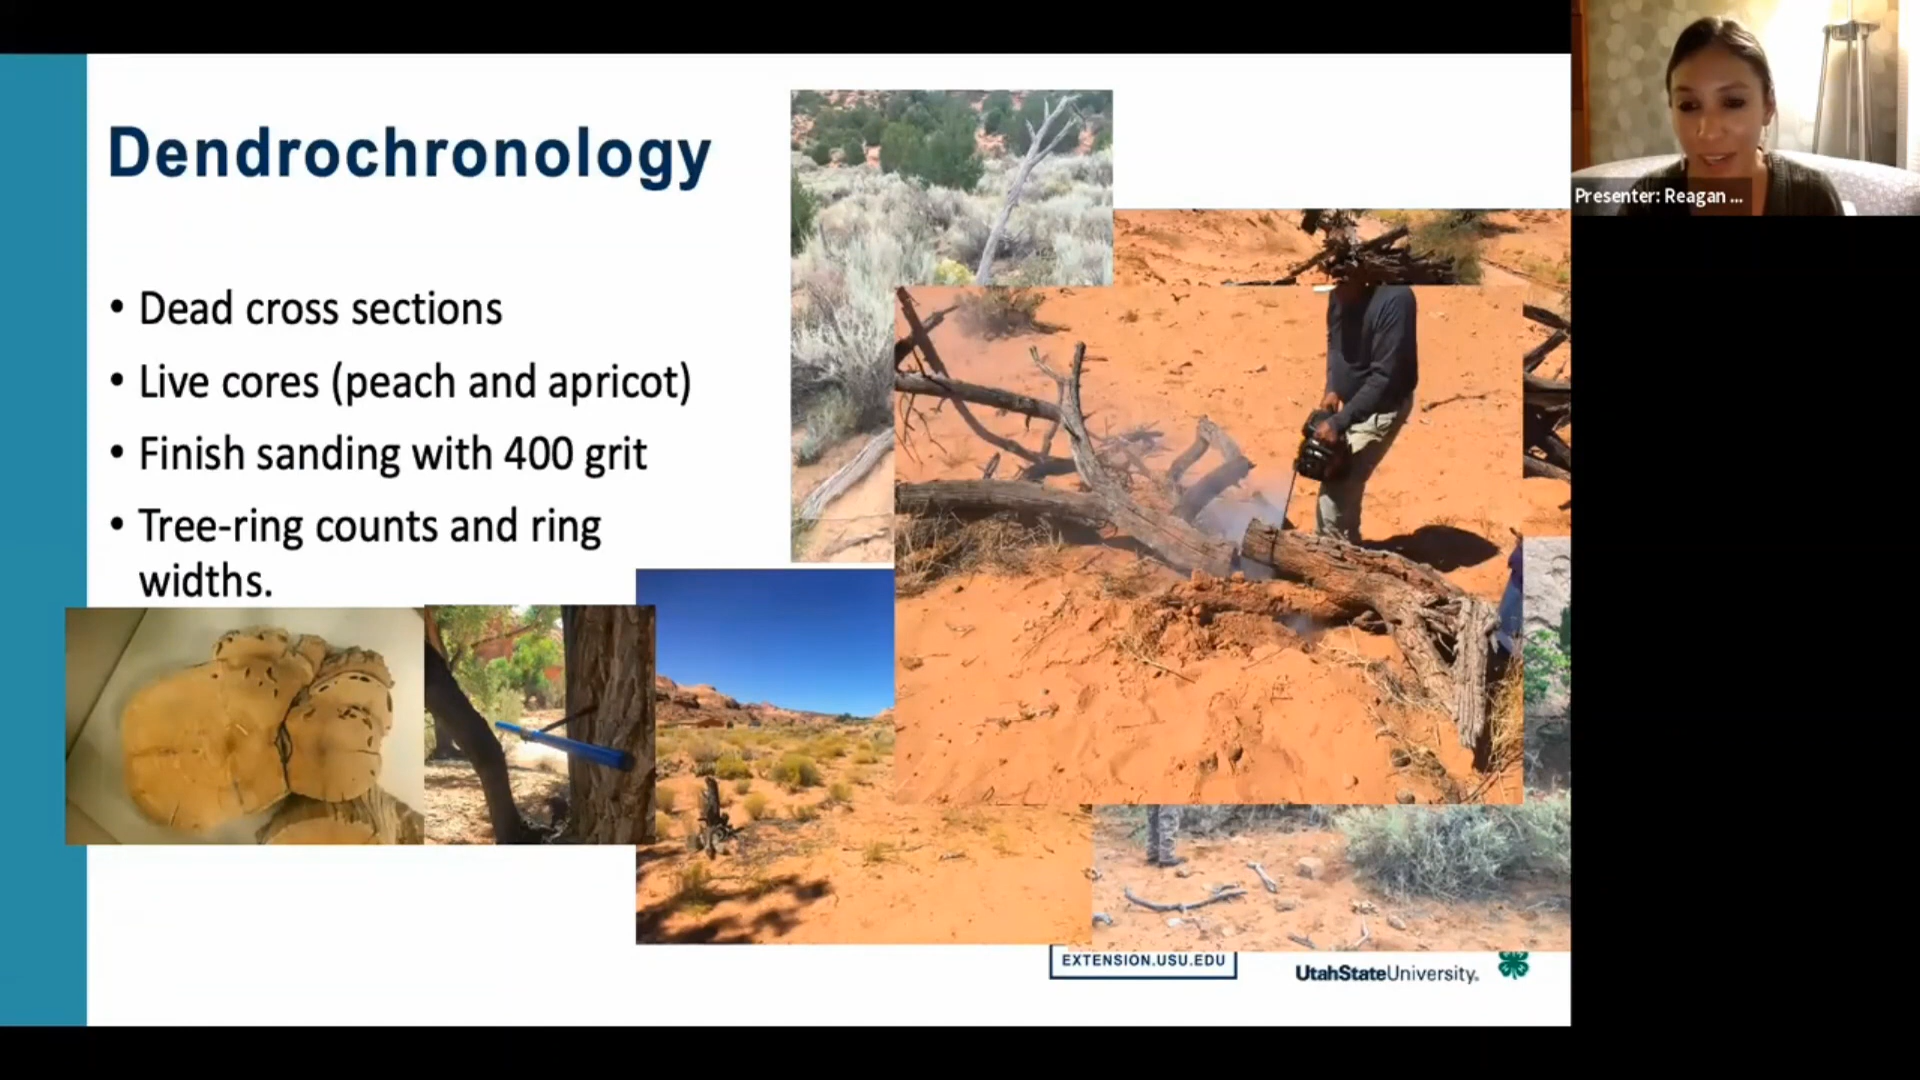 Dendrochronology
• Dead cross sections
• Live cores (peach and apricot)
• Finish sanding with 400 grit
• Tree-ring counts and ring
widths.
EXTENSION.USU.EDU
UtahStateUniversity.
Presenter: Reagan ...